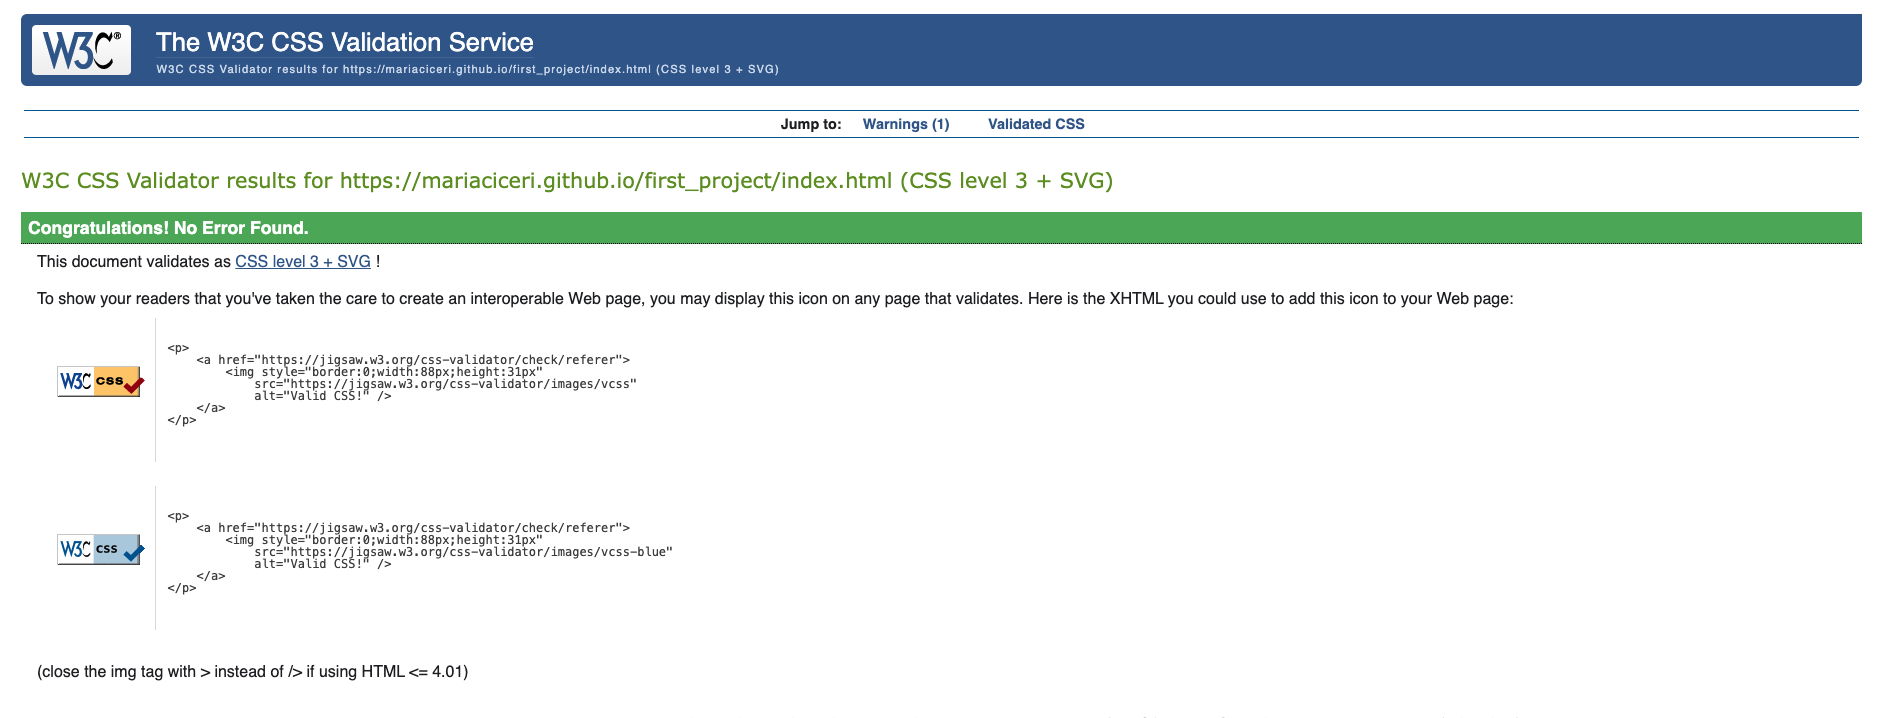 W3C®
The W3C CSS Validation Service
W3C CSS Validator results for https://mariaciceri.github.io/first_project/index.html (CSS level 3 + SVG)
Jump to: Warnings (1) Validated CSS
W3C CSS Validator results for https://mariaciceri.github.io/first_project/index.html (CSS level 3 + SVG)
Congratulations! No Error Found.
This document validates as CSS level 3 + SVG !
To show your readers that you've taken the care to create an interoperable Web page, you may display this icon on any page that validates. Here is the XHTML you could use to add this icon to your Web page:
W3C css
<p>
<a href="https://jigsaw.w3.org/css-validator/check/referer">
<img style="border:0;width:88px;height:31px"
src="https://jigsaw.w3.org/css-validator/images/vcss"
alt="Valid CSS!" />
</a>
</p>
W3C css
<p>
<a href="https://jigsaw.w3.org/css-validator/check/referer">
<img style="border:0;width:88px;height:31px"
src="https://jigsaw.w3.org/css-validator/images/vcss-blue"
alt="Valid CSS!" />
</a>
</p>
(close the img tag with > instead of /> if using HTML <= 4.01)